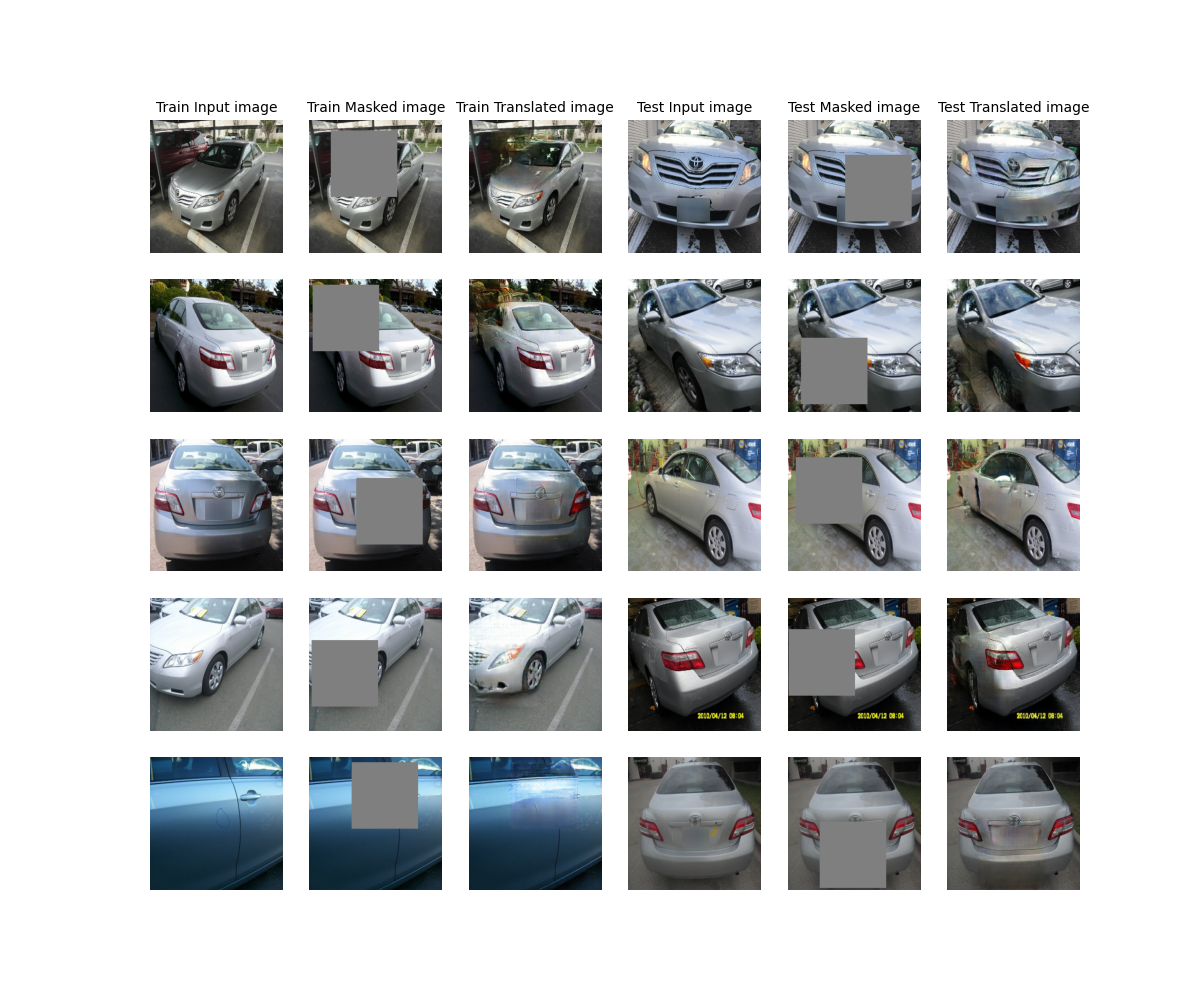 Train Input image
Train Masked image
Train Translated image
Test Input image
Test Masked image
Test Translated image
2010/04/12 08:04
2010/04/12 08:04
2010/04/12 08:04